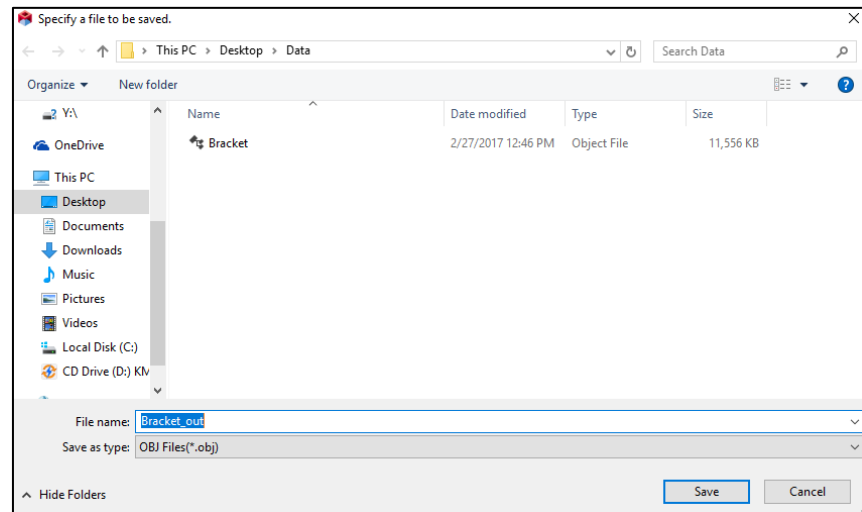 Specify a file to be saved.
This PC > Desktop > Data
Search Data
Organize
New folder
Name
Date modified
Type
Size
Bracket
2/27/2017 12:46 PM
Object File
11,556 KB
Y:\
OneDrive
This PC
Desktop
Documents
Downloads
Music
Pictures
Videos
Local Disk (C:)
CD Drive (D:) KM
File name: Bracket_out
Save as type: OBJ Files(*.obj)
Hide Folders
Save
Cancel